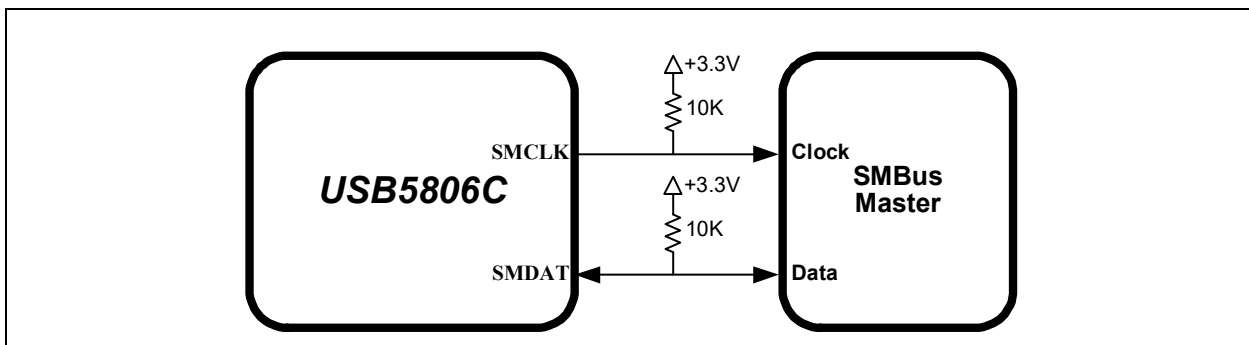 +3.3V
10K
SMCLK
Clock
USB5806C
SMBus
Master
+3.3V
10K
SMDAT
Data